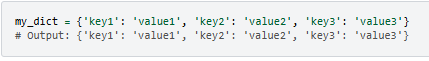 my_dict = {'key1': 'value1', 'key2': 'value2', 'key3': 'value3'}
# Output: {'key1': 'value1', 'key2': 'value2', 'key3': 'value3'}